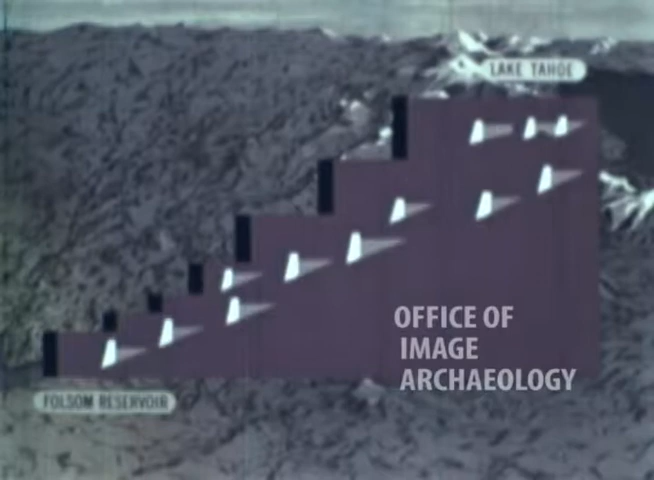 LAKE TAHOE
OFFICE OF
IMAGE
ARCHAEOLOGY
FOLSOM RESERVOIR